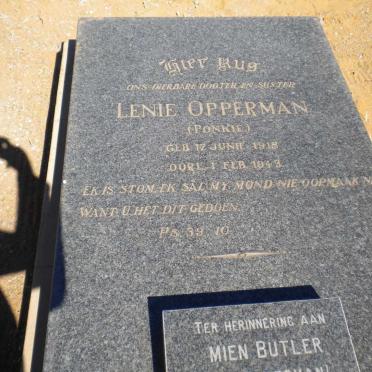 Hier Rus
ONS DIERBARE DOGTER EN SUSTER
LENIE OPPERMAN
(PONKIE)
GEB 12 JUNIE 1918
OORL 1 FEB 1943
EK IS STOM, EK SAL MY MOND NIE OOPMAAK N
WANT U HET DIT GEDOEN.
PS. 39. 10
TER HERINNERING AAN
MIEN BUTLER